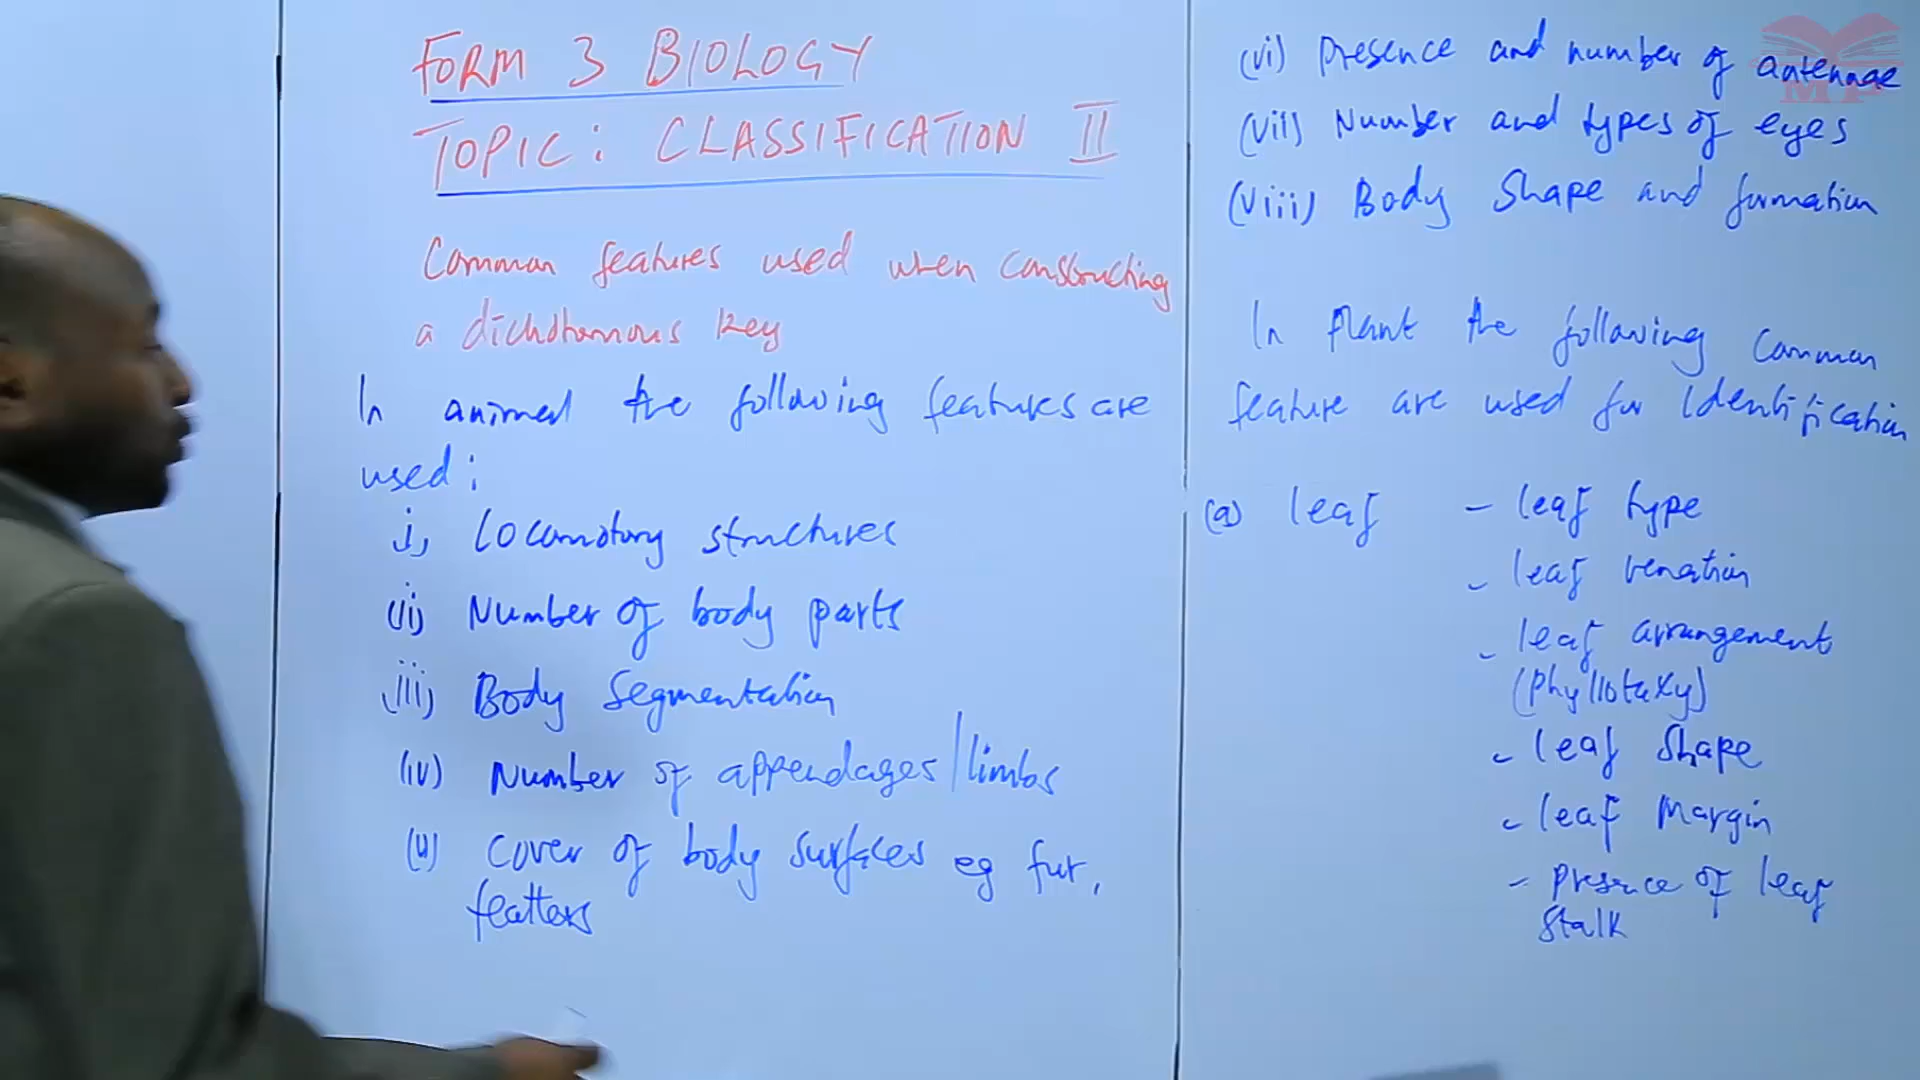 FORM 3 BIOLOGY
TOPIC: CLASSIFICATION II
Common features used when constructing
a dichotomous key
In animal the following features are
used:
i) Locomotory structures
(ii) Number of body parts
(iii) Body Segmentation
(iv) Number of appendages/limbs
(v) Cover of body surfaces eg fur,
feathers
(vi) Presence and number of antennae
(vii) Number and types of eyes
(viii) Body Shape and formation
In Plant the following common
feature are used for identification
(a) leaf - leaf type
- leaf venation
- leaf arrangement
(phyllotaxy)
- leaf shape
- leaf Margin
- presence of leaf
stalk
MP